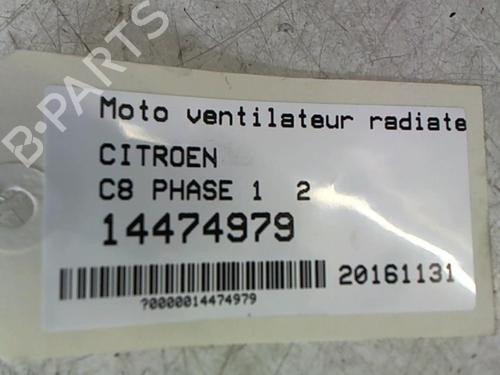 B-PARTS
Moto ventilateur radiate
CITROEN
C8 PHASE 1 2
14474979
20161131
?0000014474979